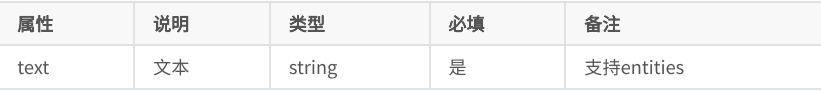 属性 说明 类型 必填 备注
text 文本 string 是 支持entities